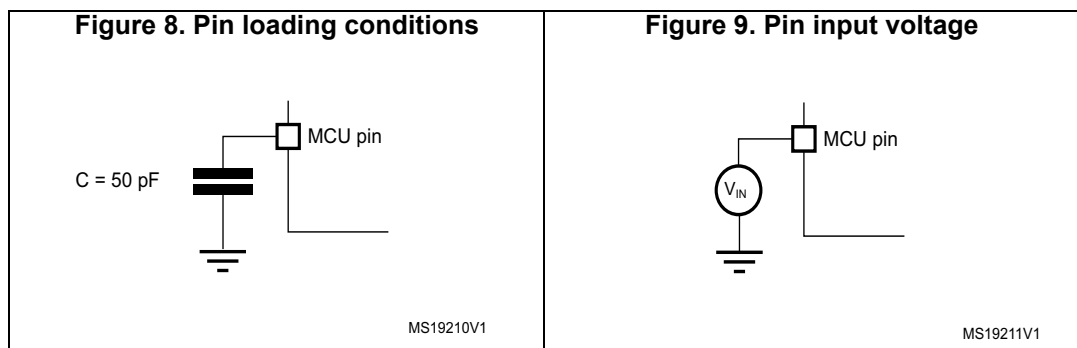 Figure 8. Pin loading conditions
MCU pin
C = 50 pF
MS19210V1
Figure 9. Pin input voltage
MCU pin
VIN
MS19211V1